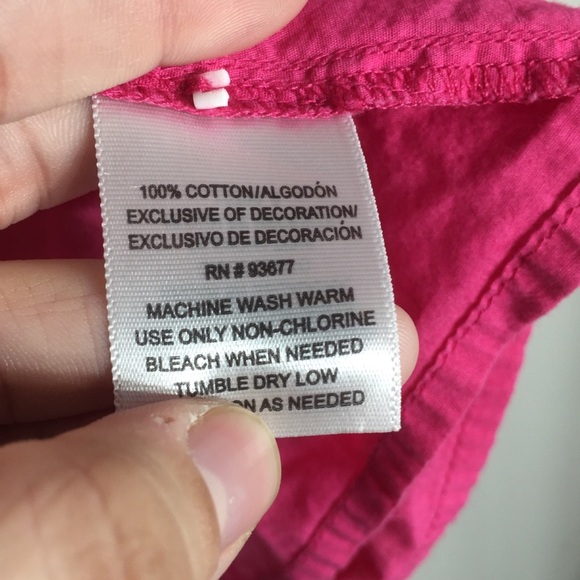 100% COTTON/ALGODÓN
EXCLUSIVE OF DECORATION/
EXCLUSIVO DE DECORACIÓN
RN # 93677
MACHINE WASH WARM
USE ONLY NON-CHLORINE
BLEACH WHEN NEEDED
TUMBLE DRY LOW
AS NEEDED